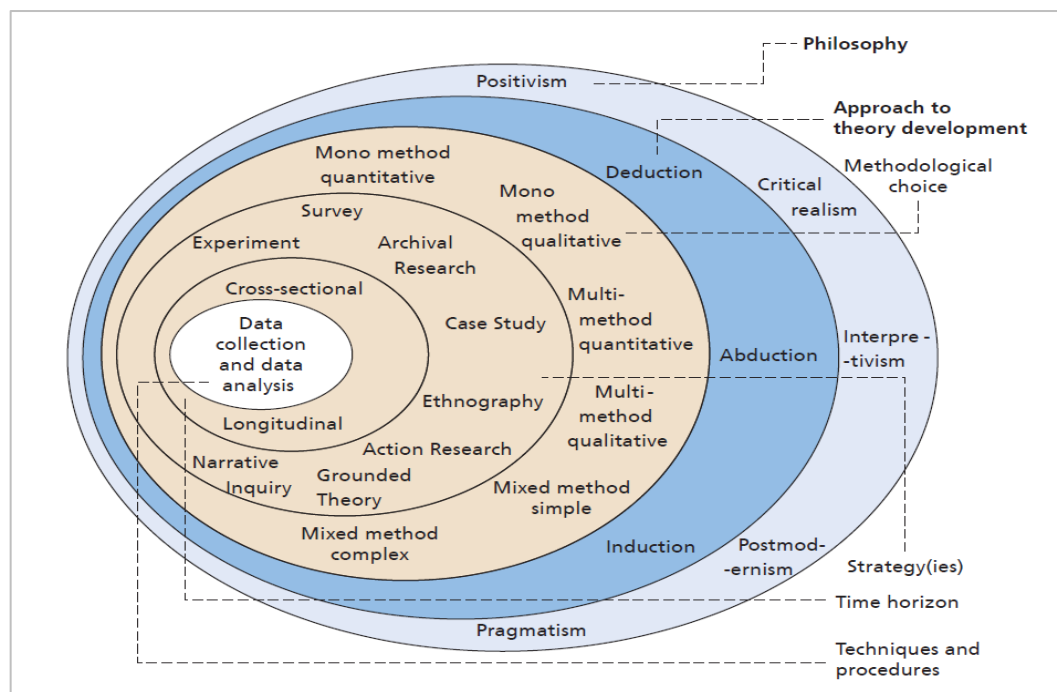 Philosophy
Positivism
Approach to
theory development
Mono method
quantitative
Deduction
Methodological
choice
Critical
realism
Mono
method
qualitative
Survey
Experiment
Archival
Research
Cross-sectional
Multi-
method
quantitative
Case Study
Data
collection
and data
analysis
Abduction
Interpre -
-tivism
Ethnography
Multi-
method
qualitative
Longitudinal
Action Research
Narrative
Inquiry
Grounded
Theory
Mixed method
simple
Mixed method
complex
Induction
Postmod-
-ernism
Strategy(ies)
Time horizon
Pragmatism
Techniques and
procedures